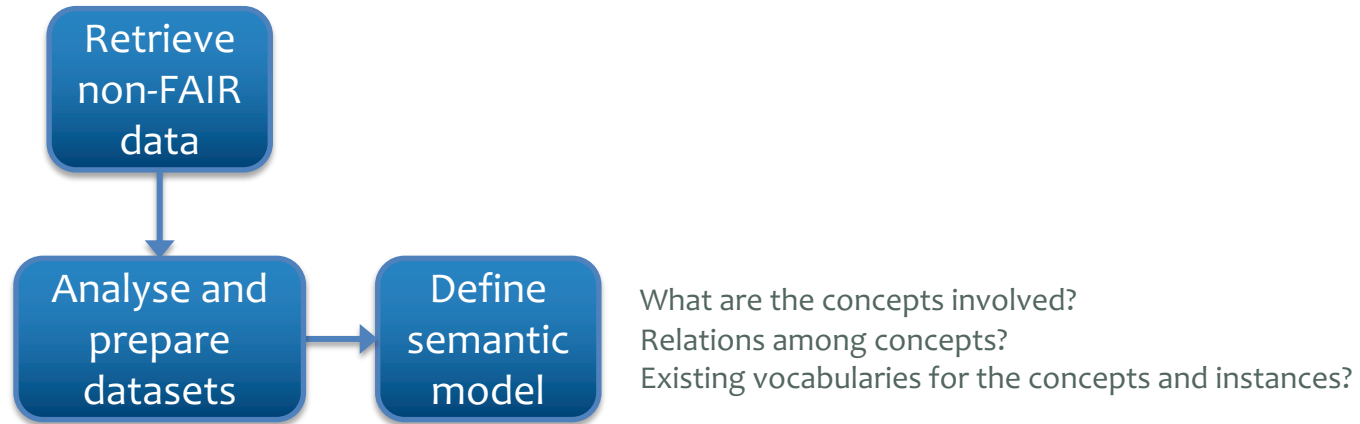 Retrieve
non-FAIR
data
Analyse and
prepare
datasets
Define
semantic
model
What are the concepts involved?
Relations among concepts?
Existing vocabularies for the concepts and instances?